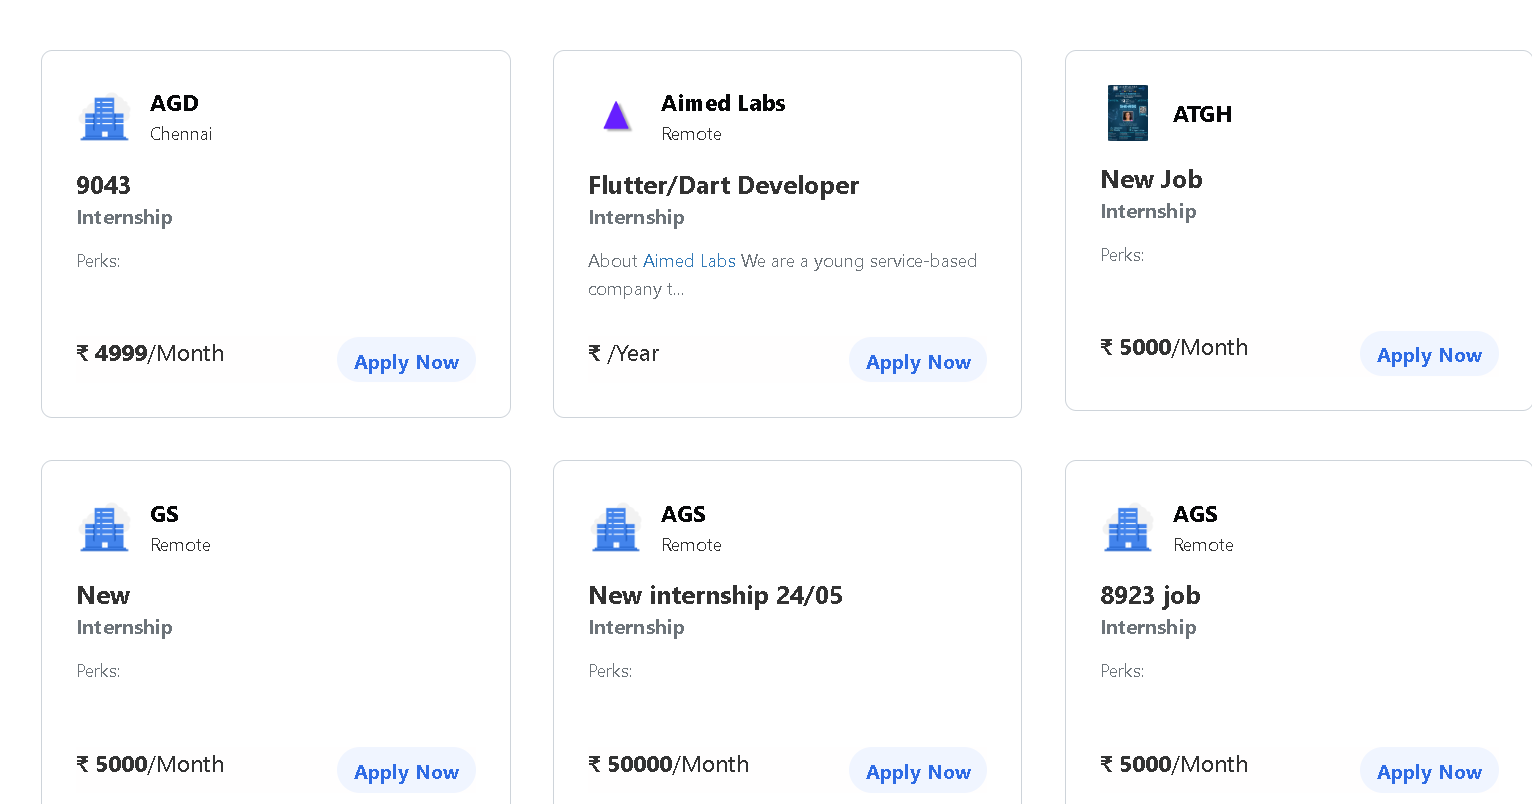 AGD
Chennai
9043
Internship
Perks:
₹ 4999/Month
Apply Now
Aimed Labs
Remote
Flutter/Dart Developer
Internship
About Aimed Labs We are a young service-based
company t...
₹ /Year
Apply Now
ATGH
New Job
Internship
Perks:
₹ 5000/Month
Apply Now
GS
Remote
New
Internship
Perks:
₹ 5000/Month
Apply Now
AGS
Remote
New internship 24/05
Internship
Perks:
₹ 50000/Month
Apply Now
AGS
Remote
8923 job
Internship
Perks:
₹ 5000/Month
Apply Now